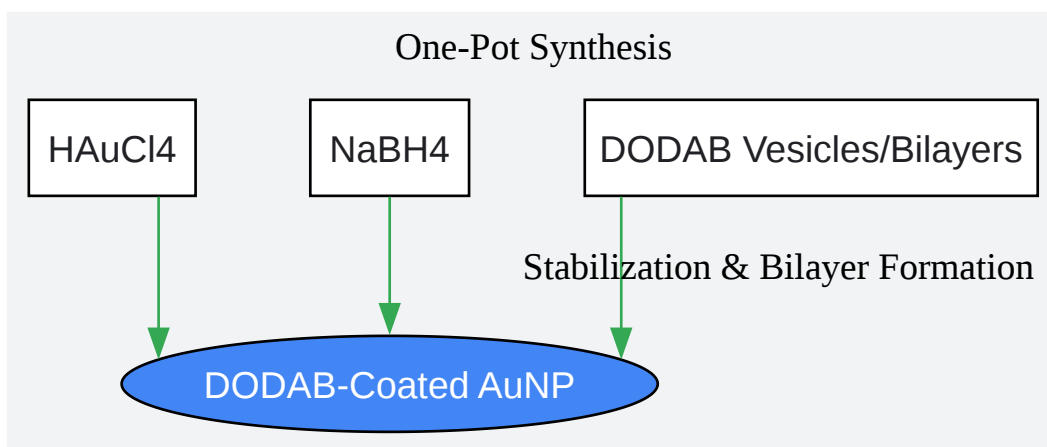 One-Pot Synthesis
HAuCl4
NaBH4
DODAB Vesicles/Bilayers
Stabilization & Bilayer Formation
DODAB-Coated AuNP